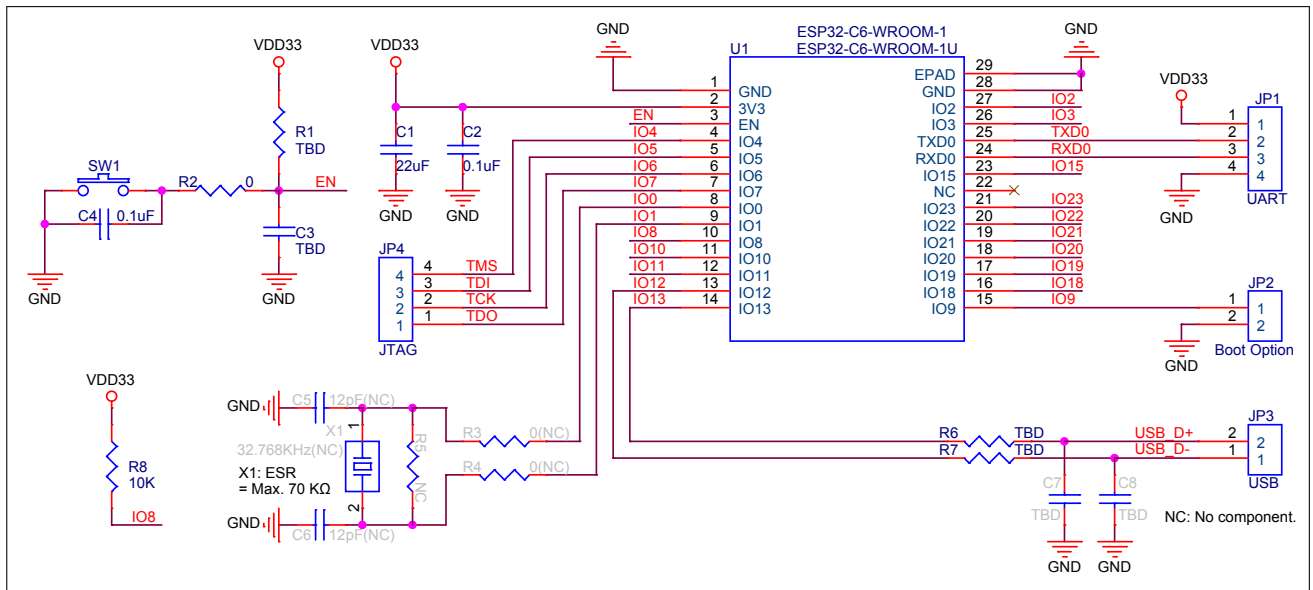 GND
ESP32-C6-WROOM-1
U1 ESP32-C6-WROOM-1U
GND
VDD33
VDD33
VDD33
R1
TBD
SW1
R2 0
EN
C4 0.1uF
C3
TBD
GND
GND
C1
22uF
C2
0.1uF
GND
GND
EN
IO4
IO5
IO6
IO7
IO0
IO1
IO8
IO10
IO11
IO12
IO13
1 GND
2 3V3
3 EN
4 IO4
5 IO5
6 IO6
7 IO7
8 IO0
9 IO1
10 IO8
11 IO10
12 IO11
13 IO12
14 IO13
EPAD 29
GND 28
IO2 27 IO2
IO3 26 IO3
TXD0 25 TXD0
RXD0 24 RXD0
IO15 23 IO15
NC 22
IO23 21 IO23
IO22 20 IO22
IO21 19 IO21
IO20 18 IO20
IO19 17 IO19
IO18 16 IO18
IO9 15 IO9
JP1
1 1
2 2
3 3
4 4
UART
GND
JP2
1 1
2 2
Boot Option
GND
JP4
4 4 TMS
3 3 TDI
2 2 TCK
1 1 TDO
JTAG
VDD33
R8
10K
IO8
GND C5 12pF(NC)
X1 1
32.768KHz(NC)
X1: ESR
= Max. 70 KΩ
2
R5
NC
R3 0(NC)
R4 0(NC)
GND
C6 12pF(NC)
JP3
R6 TBD USB_D+ 2 2
R7 TBD USB_D- 1 1
USB
C7
TBD
C8
TBD
NC: No component.
GND
GND